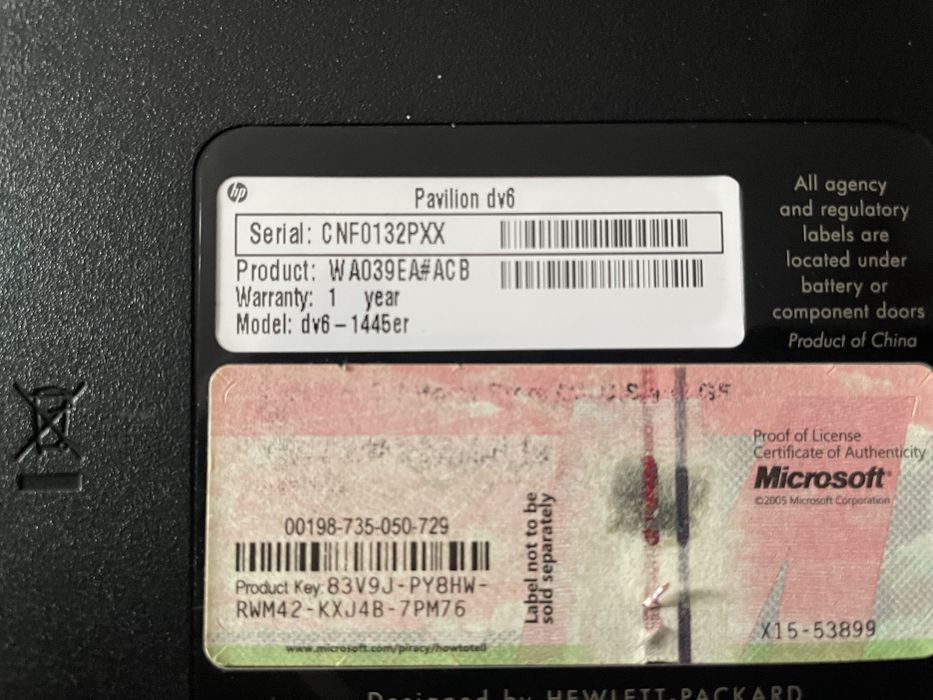 hp
Pavilion dv6
Serial: CNF0132PXX
Product: WA039EA#ACB
Warranty: 1 year
Model: dv6-1445er
All agency
and regulatory
labels are
located under
battery or
component doors
Product of China
Proof of License
Certificate of Authenticity
Microsoft®
©2005 Microsoft Corporation
00198-735-050-729
Product Key: 83V9J-PY8HW-
RWM42-KXJ4B-7PM76
Label not to be
sold separately
X15-53899
www.microsoft.com/piracy/howtotell
Designed by HEWLETT-PACKARD